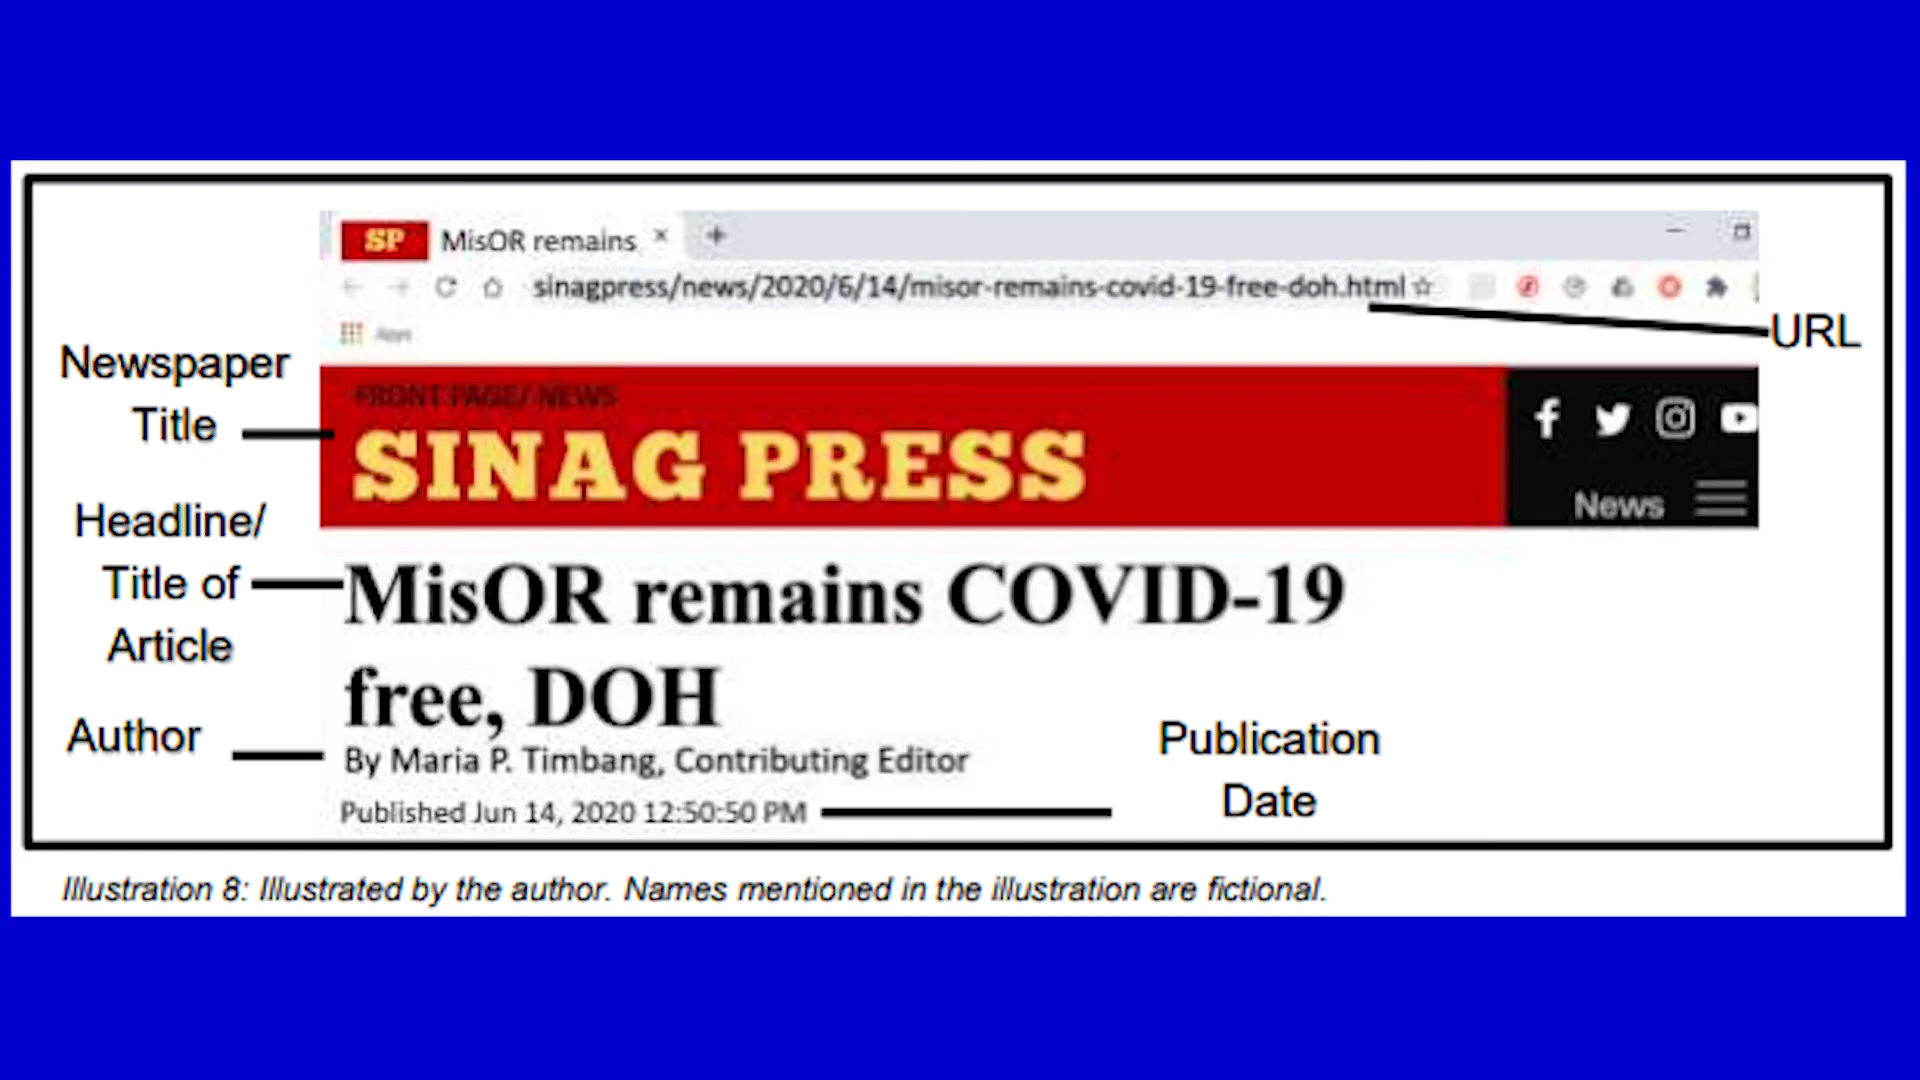 SP MisOR remains
sinagpress/news/2020/6/14/misor-remains-covid-19-free-doh.html
Apps
URL
Newspaper
Title
FRONT PAGE/ NEWS
SINAG PRESS
News
Headline/
Title of
Article
MisOR remains COVID-19
free, DOH
Author
By Maria P. Timbang, Contributing Editor
Published Jun 14, 2020 12:50:50 PM
Publication
Date
Illustration 8: Illustrated by the author. Names mentioned in the illustration are fictional.